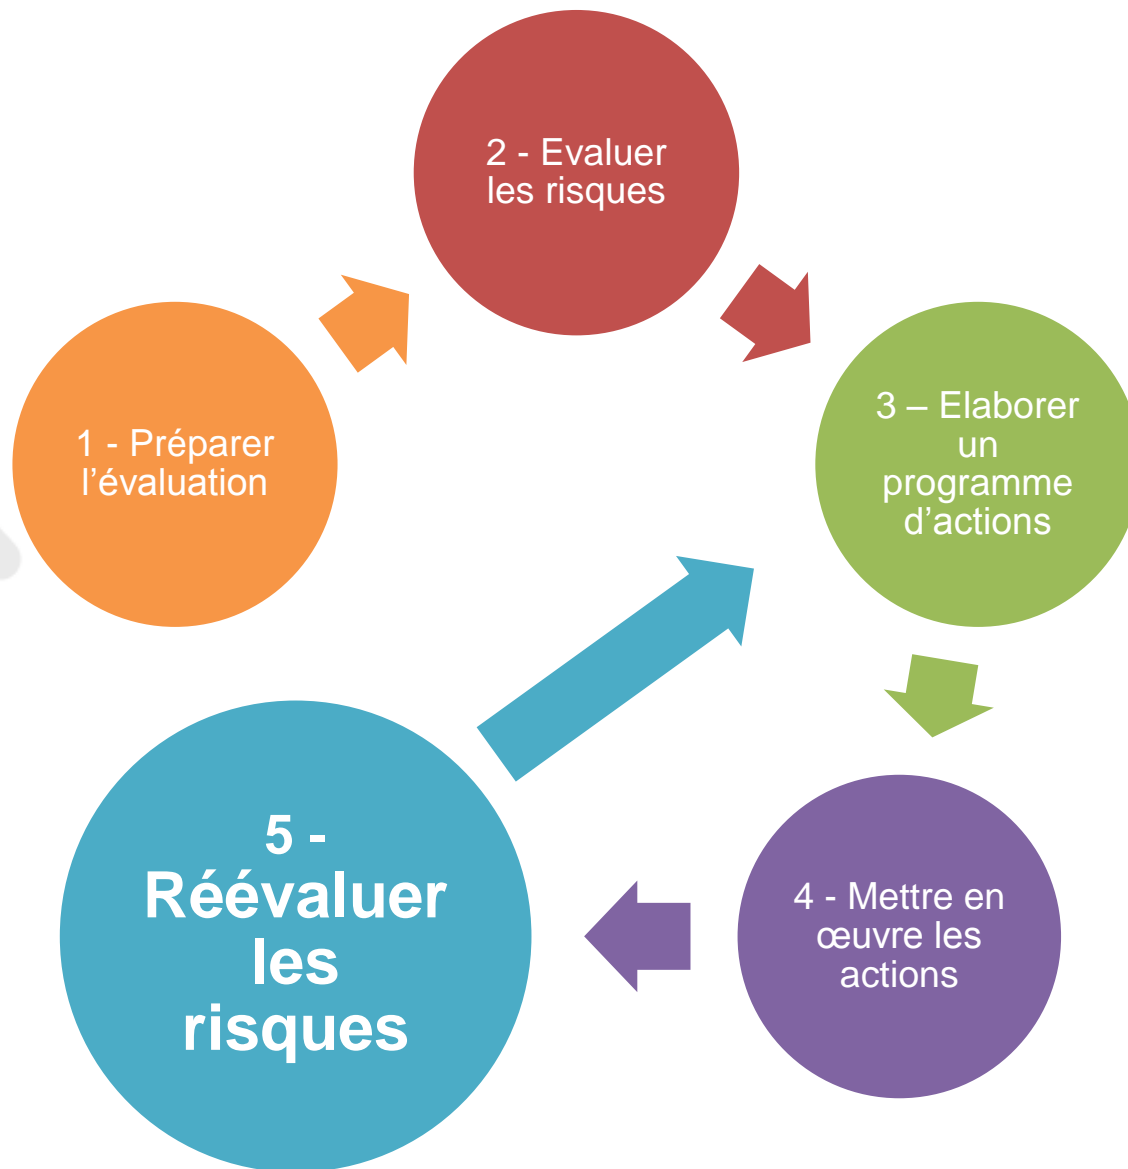 2 - Evaluer
les risques
1 - Préparer
l’évaluation
3 – Elaborer
un
programme
d’actions
5 -
Réévaluer
les
risques
4 - Mettre en
œuvre les
actions